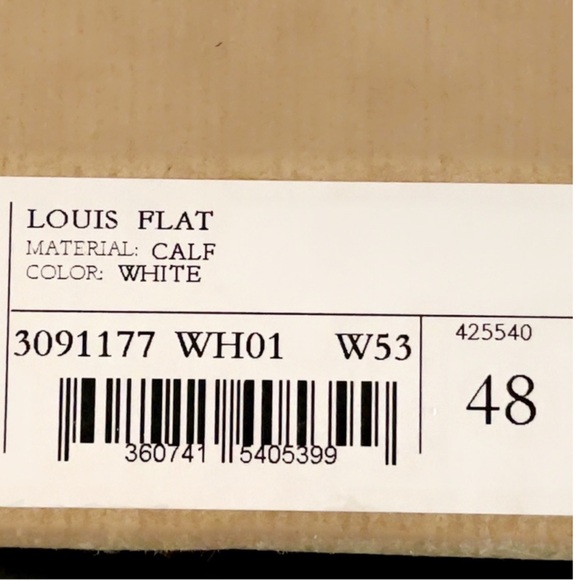 LOUIS FLAT
MATERIAL: CALF
COLOR: WHITE
3091177 WH01 W53
425540
48
360741 5405399